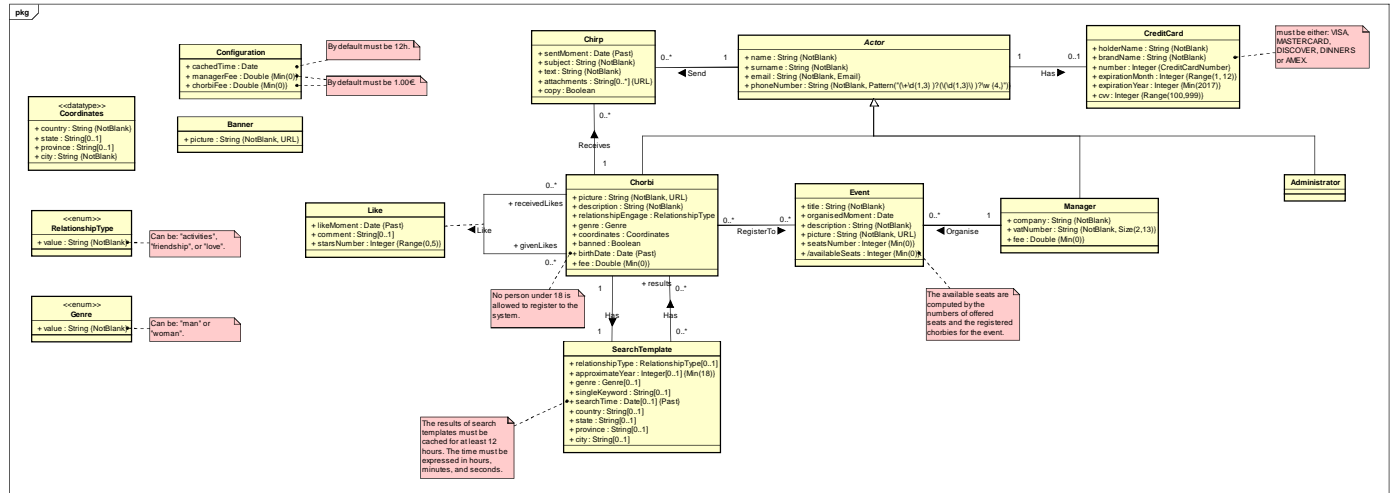 pkg
Configuration
+ cachedTime : Date
+ managerFee : Double {Min(0)}
+ chorbiFee : Double {Min(0)}
By default must be 12h.
By default must be 1.00€.
<<datatype>>
Coordinates
+ country : String {NotBlank}
+ state : String[0..1]
+ province : String[0..1]
+ city : String {NotBlank}
Banner
+ picture : String {NotBlank, URL}
<<enum>>
RelationshipType
+ value : String {NotBlank}
Can be: "activities",
"friendship", or "love".
<<enum>>
Genre
+ value : String {NotBlank}
Can be: "man" or
"woman".
Chirp
+ sentMoment : Date {Past}
+ subject : String {NotBlank}
+ text : String {NotBlank}
+ attachments : String[0..*] {URL}
+ copy : Boolean
0..*
1
Send
Actor
+ name : String {NotBlank}
+ surname : String {NotBlank}
+ email : String {NotBlank, Email}
+ phoneNumber : String {NotBlank, Pattern("(\+\d{1,3} )?(\(\d{1,3}\) )?\w {4,}")}
1
0..1
Has
CreditCard
+ holderName : String {NotBlank}
+ brandName : String {NotBlank}
+ number : Integer {CreditCardNumber}
+ expirationMonth : Integer {Range(1, 12)}
+ expirationYear : Integer {Min(2017)}
+ cvv : Integer {Range(100,999)}
must be either: VISA,
MASTERCARD,
DISCOVER, DINNERS
or AMEX.
0..*
Receives
1
Like
+ likeMoment : Date {Past}
+ comment : String[0..1]
+ starsNumber : Integer {Range(0,5)}
0..*
+ receivedLikes
Like
+ givenLikes
0..*
Chorbi
+ picture : String {NotBlank, URL}
+ description : String {NotBlank}
+ relationshipEngage : RelationshipType
+ genre : Genre
+ coordinates : Coordinates
+ banned : Boolean
+ birthDate : Date {Past}
+ fee : Double {Min(0)}
0..*
0..*
RegisterTo
Event
+ title : String {NotBlank}
+ organisedMoment : Date
+ description : String {NotBlank}
+ picture : String {NotBlank, URL}
+ seatsNumber : Integer {Min(0)}
+ /availableSeats : Integer {Min(0)}
0..*
1
Organise
Manager
+ company : String {NotBlank}
+ vatNumber : String {NotBlank, Size(2,13)}
+ fee : Double {Min(0)}
Administrator
No person under 18 is
allowed to register to the
system.
The available seats are
computed by the
numbers of offered
seats and the registered
chorbies for the event.
1
Has
1
+ results
0..*
Has
0..*
SearchTemplate
+ relationshipType : RelationshipType[0..1]
+ approximateYear : Integer[0..1] {Min(18)}
+ genre : Genre[0..1]
+ singleKeyword : String[0..1]
+ searchTime : Date[0..1] {Past}
+ country : String[0..1]
+ state : String[0..1]
+ province : String[0..1]
+ city : String[0..1]
The results of search
templates must be
cached for at least 12
hours. The time must be
expressed in hours,
minutes, and seconds.